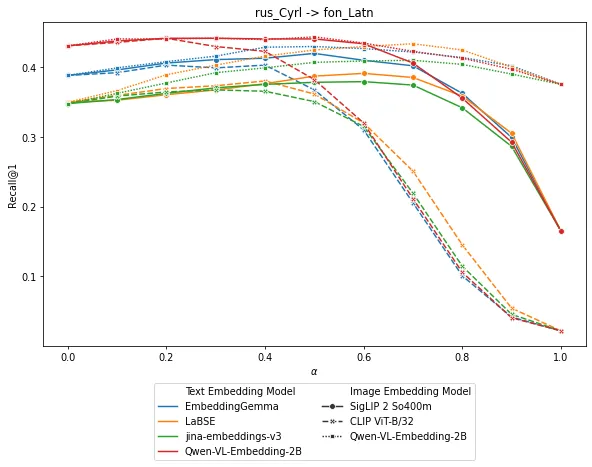 rus_Cyrl -> fon_Latn
Recall@1
0.4
0.3
0.2
0.1
0.0 0.2 0.4 0.6 0.8 1.0
α
Text Embedding Model
EmbeddingGemma
LaBSE
jina-embeddings-v3
Qwen-VL-Embedding-2B
Image Embedding Model
SigLIP 2 So400m
CLIP ViT-B/32
Qwen-VL-Embedding-2B